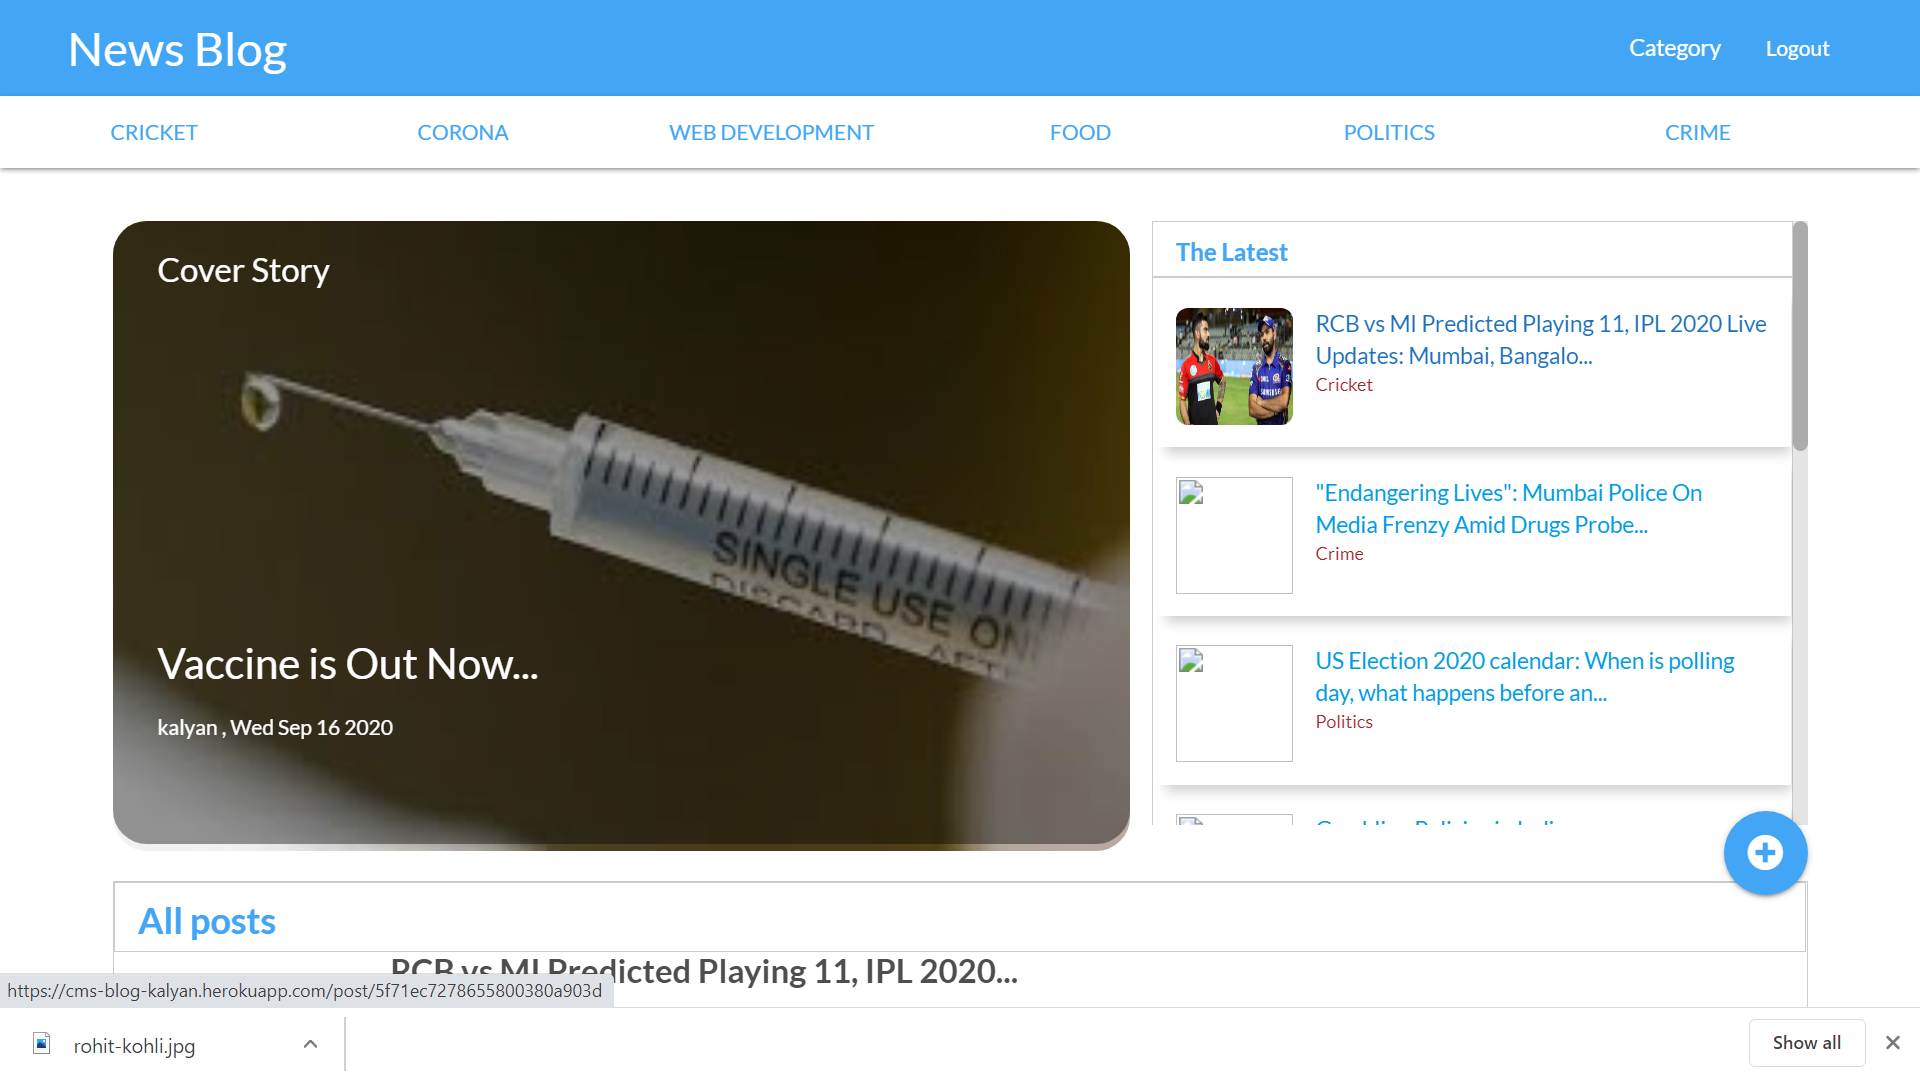 News Blog
Category
Logout
CRICKET
CORONA
WEB DEVELOPMENT
FOOD
POLITICS
CRIME
Cover Story
SINGLE USE ON
Vaccine is Out Now...
kalyan , Wed Sep 16 2020
The Latest
RCB vs MI Predicted Playing 11, IPL 2020 Live
Updates: Mumbai, Bangalo...
Cricket
"Endangering Lives": Mumbai Police On
Media Frenzy Amid Drugs Probe...
Crime
US Election 2020 calendar: When is polling
day, what happens before an...
Politics
All posts
RCB vs MI Predicted Playing 11, IPL 2020...
https://cms-blog-kalyan.herokuapp.com/post/5f71ec7278655800380a903d
rohit-kohli.jpg
Show all